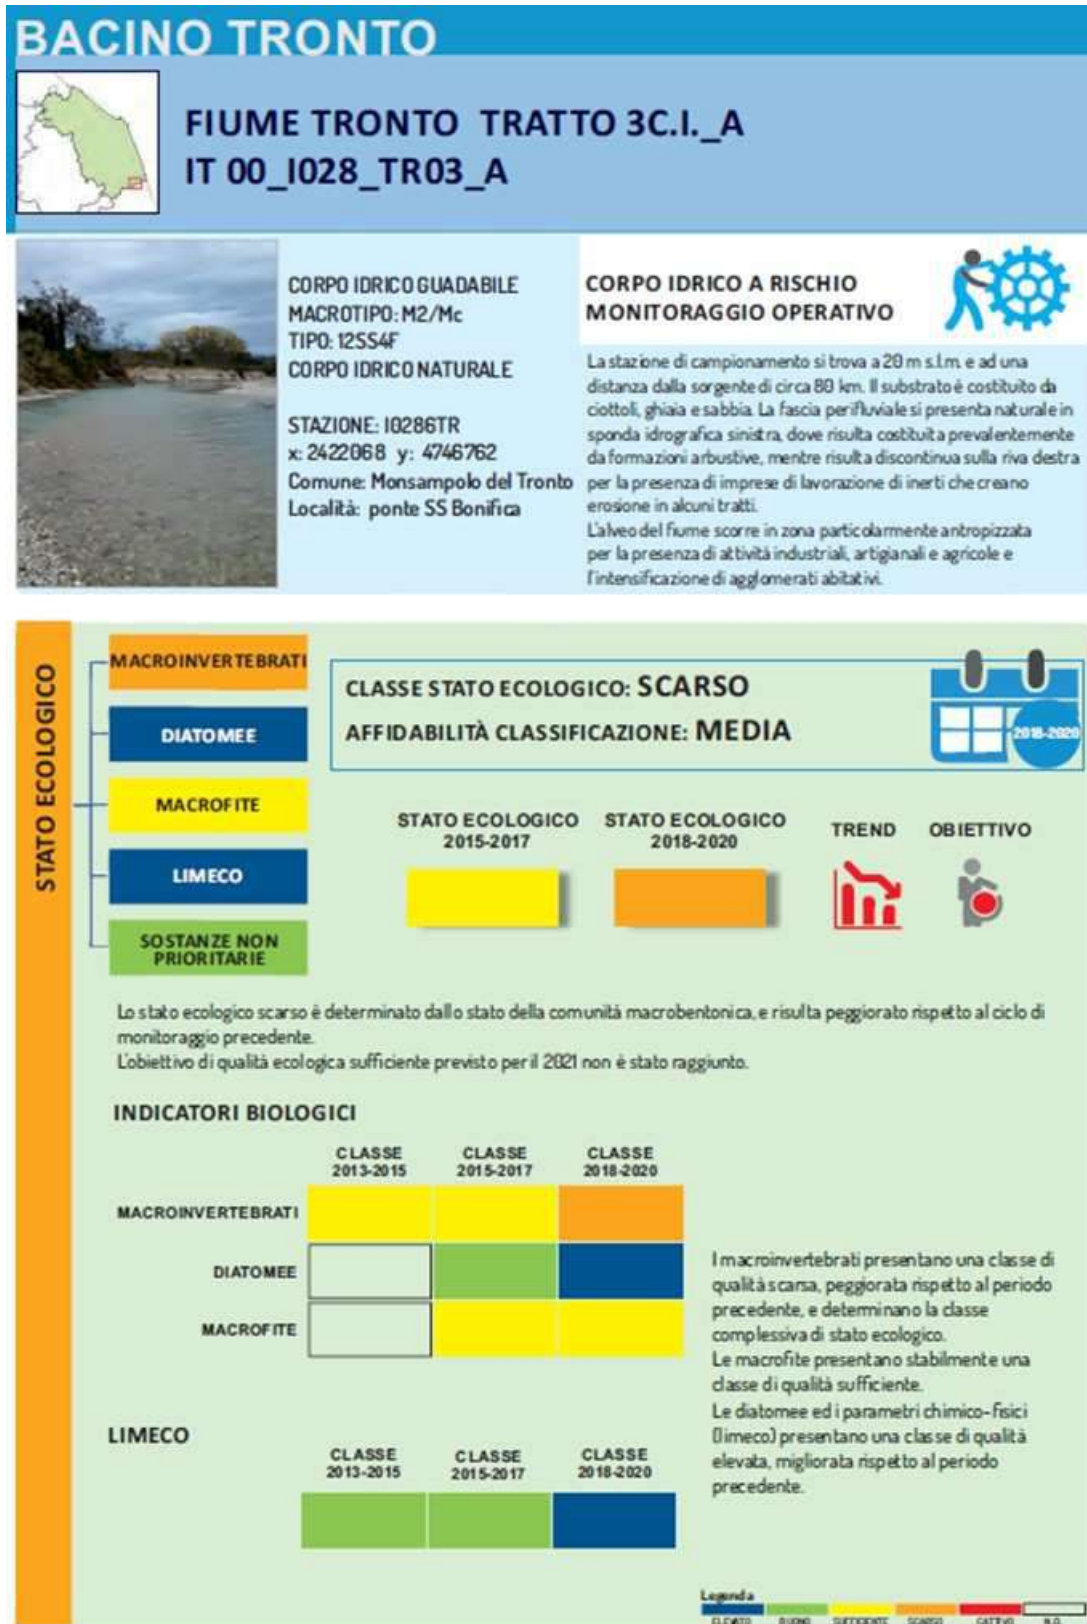 BACINO TRONTO
FIUME TRONTO TRATTO 3C.I._A
IT 00_I028_TR03_A
CORPO IDRICO GUADABILE
MACROTIPO: M2/Mc
TIPO: 12SS4F
CORPO IDRICO NATURALE
STAZIONE: I0286TR
x: 2422068 y: 4746762
Comune: Monsampolo del Tronto
Località: ponte SS Bonifica
CORPO IDRICO A RISCHIO
MONITORAGGIO OPERATIVO
La stazione di campionamento si trova a 20 m s.l.m. e ad una
distanza dalla sorgente di circa 80 km. Il substrato è costituito da
ciottoli, ghiaia e sabbia. La fascia perifluviale si presenta naturale in
sponda idrografica sinistra, dove risulta costituita prevalentemente
da formazioni arbustive, mentre risulta discontinua sulla riva destra
per la presenza di imprese di lavorazione di inerti che creano
erosione in alcuni tratti.
L'alveo del fiume scorre in zona particolarmente antropizzata
per la presenza di attività industriali, artigianali e agricole e
l'intensificazione di agglomerati abitativi.
STATO ECOLOGICO
MACROINVERTEBRATI
DIATOMEE
MACROFITE
LIMECO
SOSTANZE NON
PRIORITARIE
CLASSE STATO ECOLOGICO: SCARSO
AFFIDABILITÀ CLASSIFICAZIONE: MEDIA
2018-2020
STATO ECOLOGICO
2015-2017
STATO ECOLOGICO
2018-2020
TREND
OBIETTIVO
Lo stato ecologico scarso è determinato dallo stato della comunità macrobentonica, e risulta peggiorato rispetto al ciclo di
monitoraggio precedente.
L'obiettivo di qualità ecologica sufficiente previsto per il 2021 non è stato raggiunto.
INDICATORI BIOLOGICI
CLASSE
2013-2015
CLASSE
2015-2017
CLASSE
2018-2020
MACROINVERTEBRATI
DIATOMEE
MACROFITE
I macroinvertebrati presentano una classe di
qualità scarsa, peggiorata rispetto al periodo
precedente, e determinano la classe
complessiva di stato ecologico.
Le macrofite presentano stabilmente una
classe di qualità sufficiente.
Le diatomee ed i parametri chimico-fisici
(limeco) presentano una classe di qualità
elevata, migliorata rispetto al periodo
precedente.
LIMECO
CLASSE
2013-2015
CLASSE
2015-2017
CLASSE
2018-2020
Legenda
ELEVATO BUONO SUFFICIENTE SCARSO CATTIVO N.D.